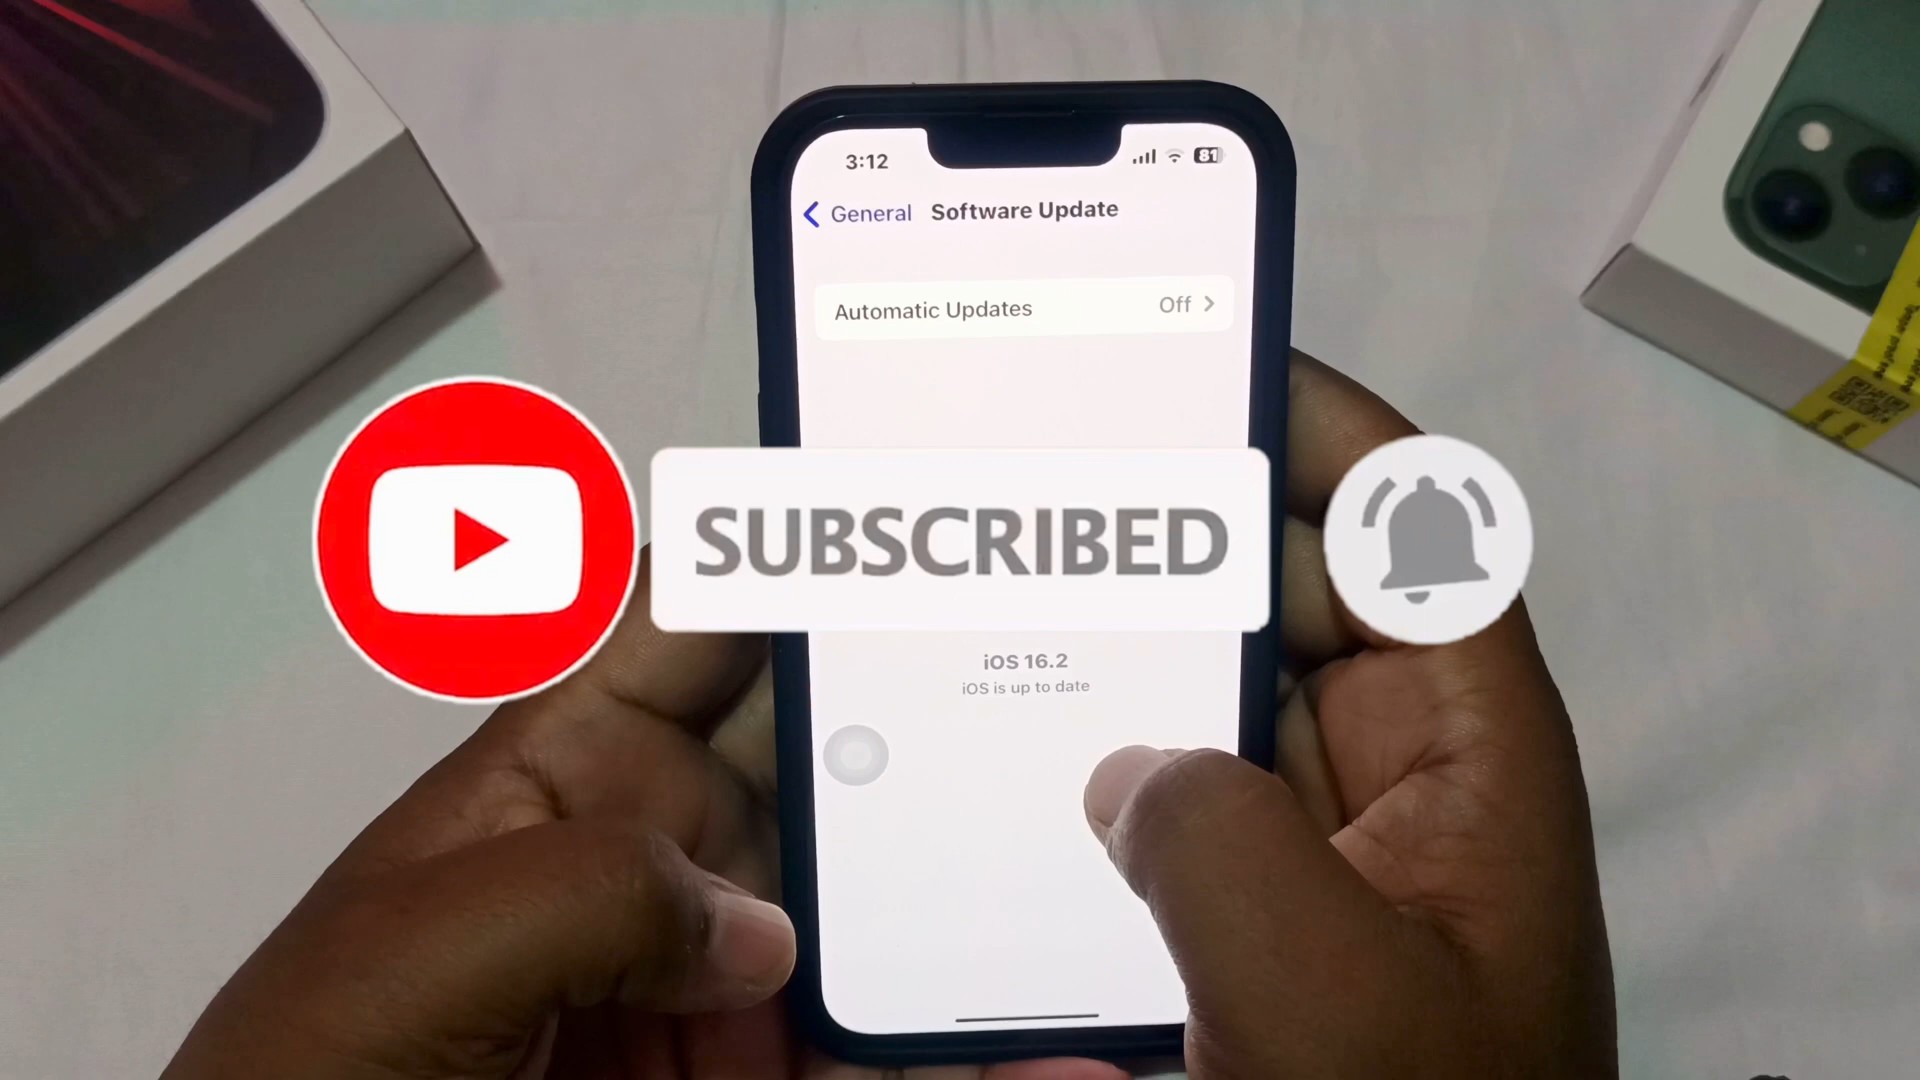 3:12
81
General Software Update
Automatic Updates Off
SUBSCRIBED
iOS 16.2
iOS is up to date